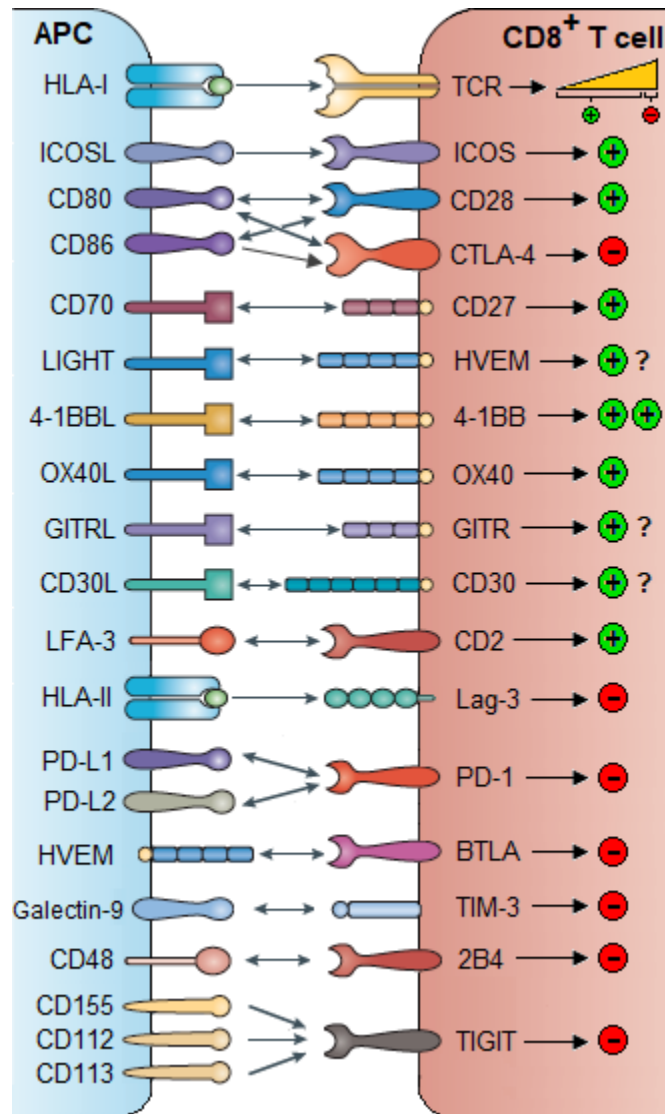 APC CD8+ T cell
HLA-I TCR
+ -
ICOSL ICOS +
CD80 CD28 +
CD86 CTLA-4 -
CD70 CD27 +
LIGHT HVEM + ?
4-1BBL 4-1BB + +
OX40L OX40 +
GITRL GITR + ?
CD30L CD30 + ?
LFA-3 CD2 +
HLA-II Lag-3 -
PD-L1
PD-1 -
PD-L2
HVEM BTLA -
Galectin-9 TIM-3 -
CD48 2B4 -
CD155
CD112 TIGIT -
CD113